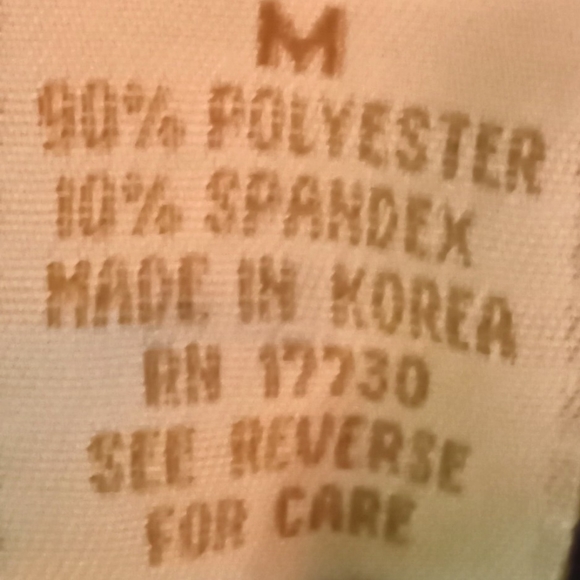 M
90% POLYESTER
10% SPANDEX
MADE IN KOREA
RN 17730
SEE REVERSE
FOR CARE